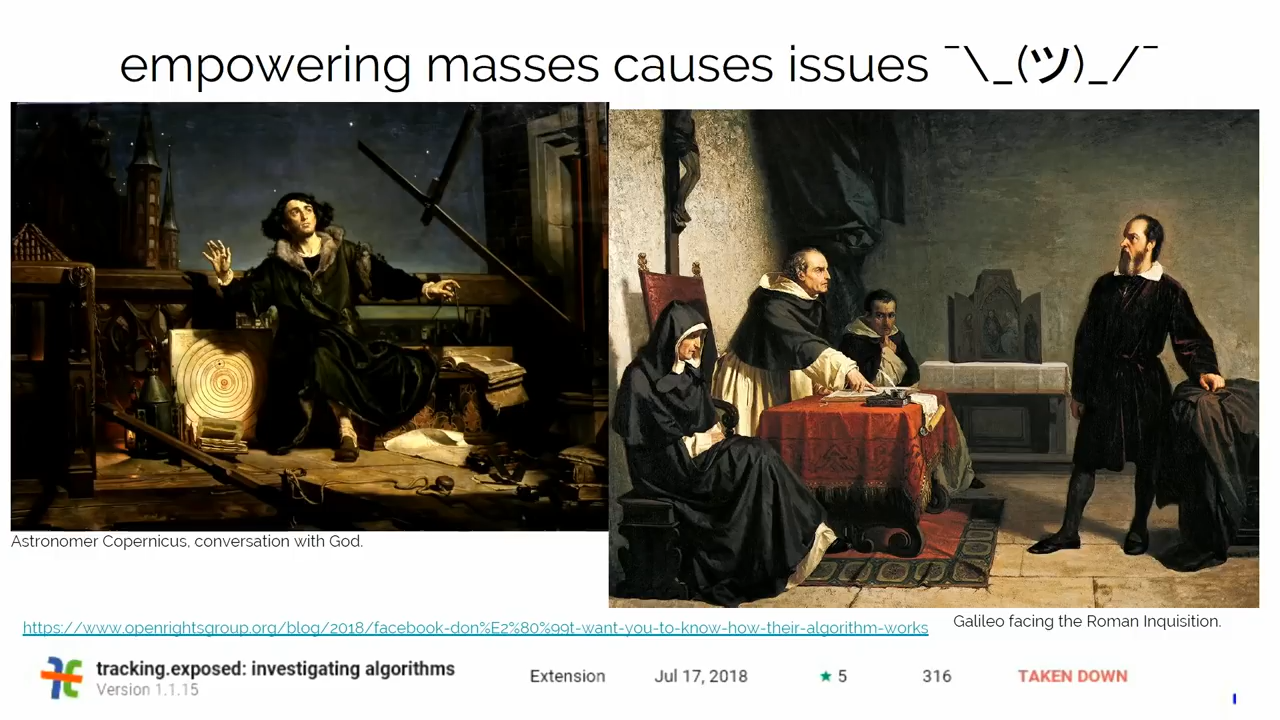 empowering masses causes issues ¯\_(ツ)_/¯
Astronomer Copernicus, conversation with God.
Galileo facing the Roman Inquisition.
https://www.openrightsgroup.org/blog/2018/facebook-don%E2%80%99t-want-you-to-know-how-their-algorithm-works
tracking.exposed: investigating algorithms Extension Jul 17, 2018 ★ 5 316 TAKEN DOWN
Version 1.1.15